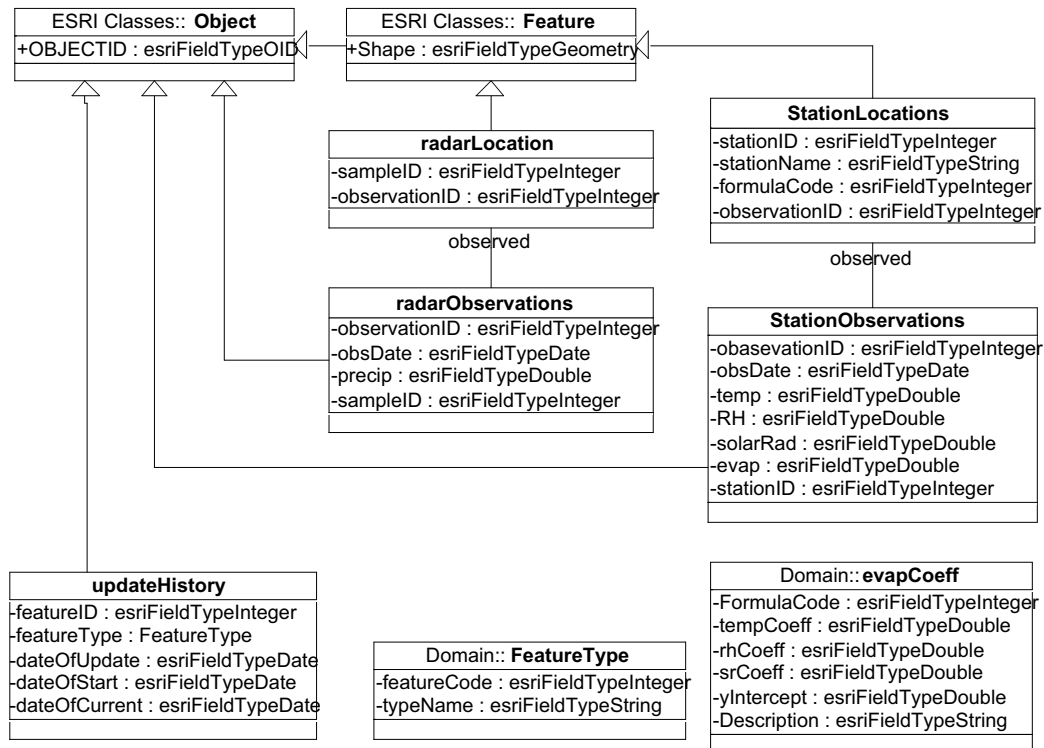 ESRI Classes:: Object
+OBJECTID : esriFieldTypeOID
ESRI Classes:: Feature
+Shape : esriFieldTypeGeometry
StationLocations
-stationID : esriFieldTypeInteger
-stationName : esriFieldTypeString
-formulaCode : esriFieldTypeInteger
-observationID : esriFieldTypeInteger
radarLocation
-sampleID : esriFieldTypeInteger
-observationID : esriFieldTypeInteger
observed
observed
radarObservations
-observationID : esriFieldTypeInteger
-obsDate : esriFieldTypeDate
-precip : esriFieldTypeDouble
-sampleID : esriFieldTypeInteger
StationObservations
-obasevationID : esriFieldTypeInteger
-obsDate : esriFieldTypeDate
-temp : esriFieldTypeDouble
-RH : esriFieldTypeDouble
-solarRad : esriFieldTypeDouble
-evap : esriFieldTypeDouble
-stationID : esriFieldTypeInteger
updateHistory
-featureID : esriFieldTypeInteger
-featureType : FeatureType
-dateOfUpdate : esriFieldTypeDate
-dateOfStart : esriFieldTypeDate
-dateOfCurrent : esriFieldTypeDate
Domain:: FeatureType
-featureCode : esriFieldTypeInteger
-typeName : esriFieldTypeString
Domain:: evapCoeff
-FormulaCode : esriFieldTypeInteger
-tempCoeff : esriFieldTypeDouble
-rhCoeff : esriFieldTypeDouble
-srCoeff : esriFieldTypeDouble
-yIntercept : esriFieldTypeDouble
-Description : esriFieldTypeString